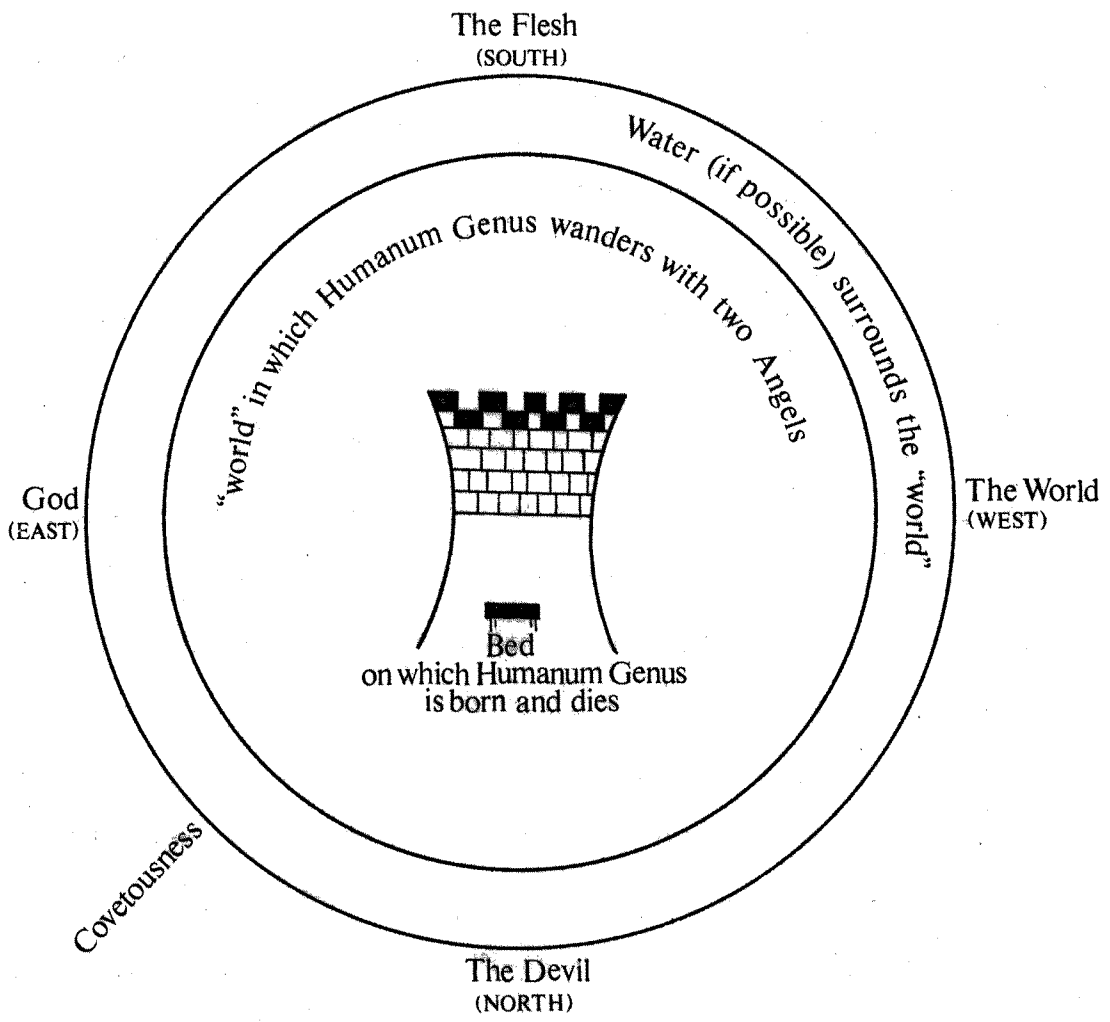 The Flesh
(SOUTH)
Water (if possible) surrounds the “world”
“world” in which Humanum Genus wanders with two Angels
God
(EAST)
The World
(WEST)
Bed
on which Humanum Genus
is born and dies
Covetousness
The Devil
(NORTH)